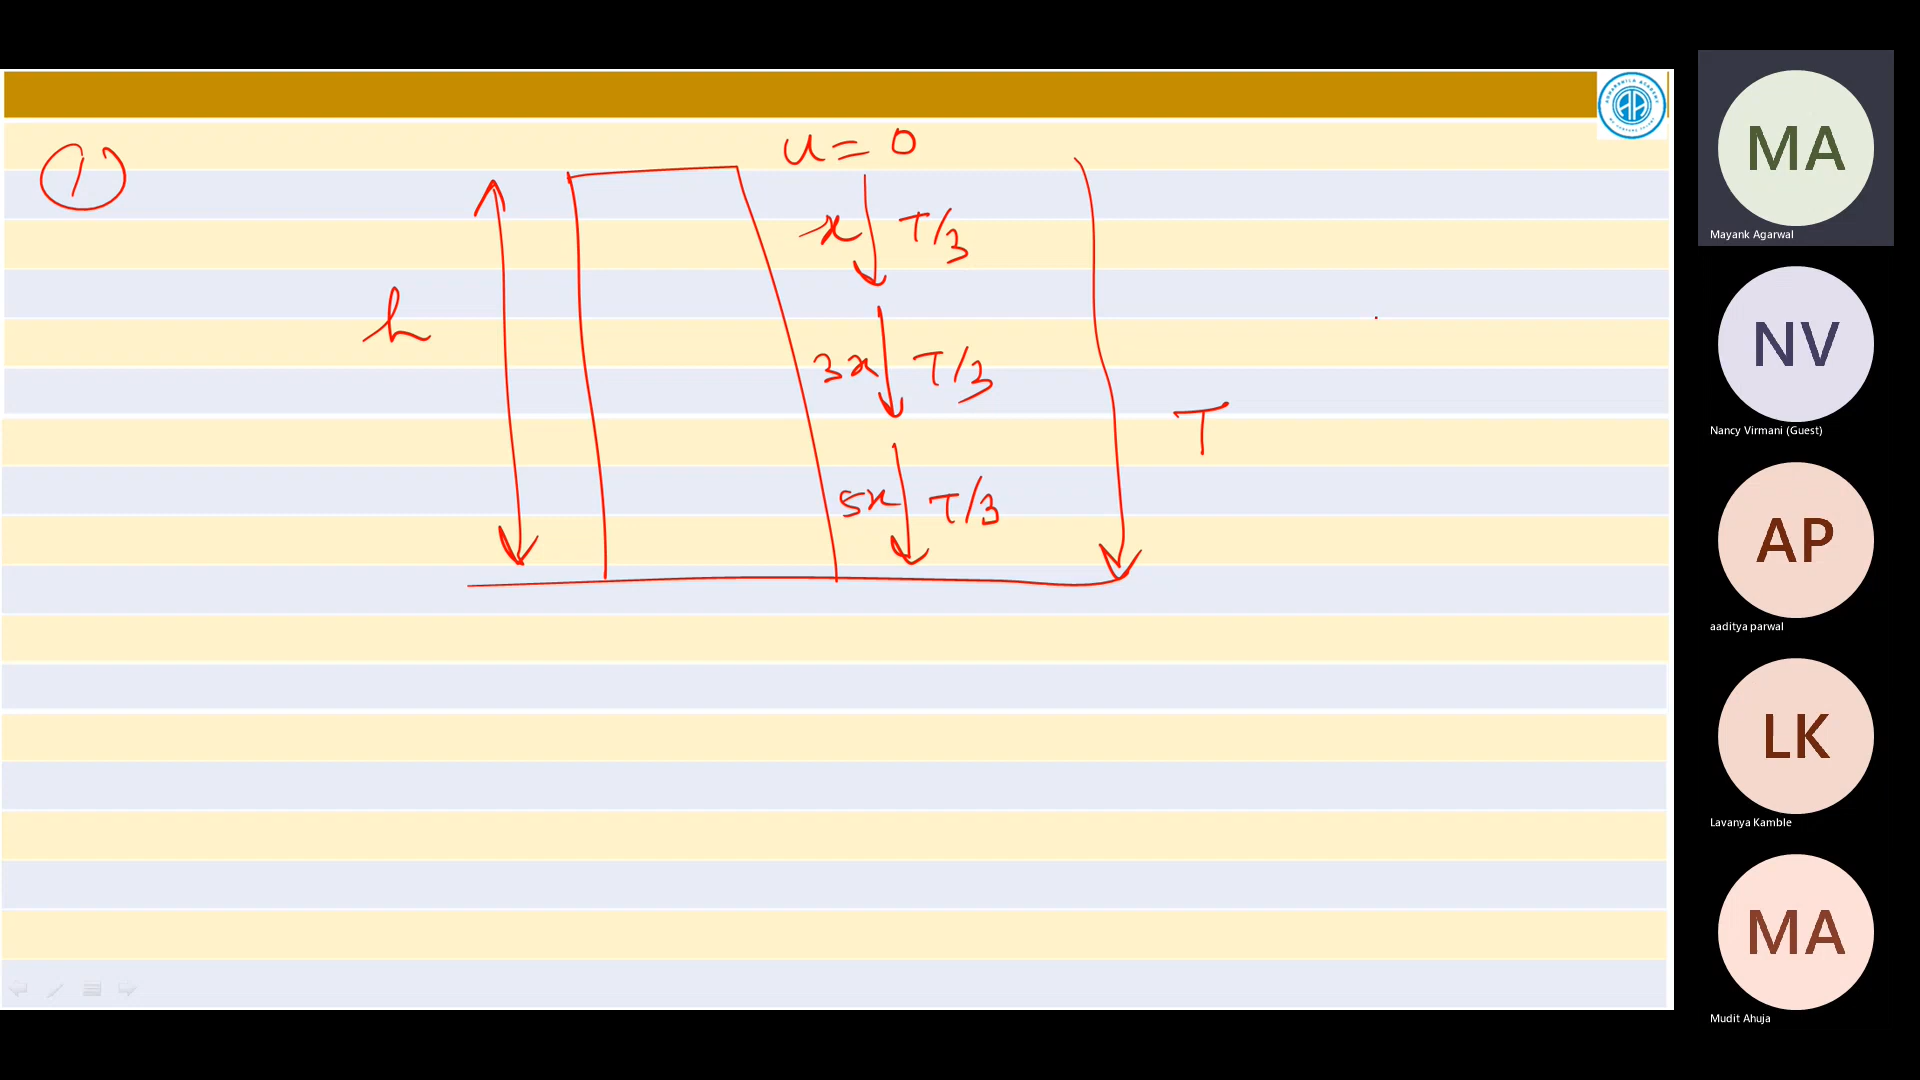 1
u = 0
x T/3
h
3x T/3
T
5x T/3
MA
Mayank Agarwal
NV
Nancy Virmani (Guest)
AP
aaditya parwal
LK
Lavanya Kamble
MA
Mudit Ahuja